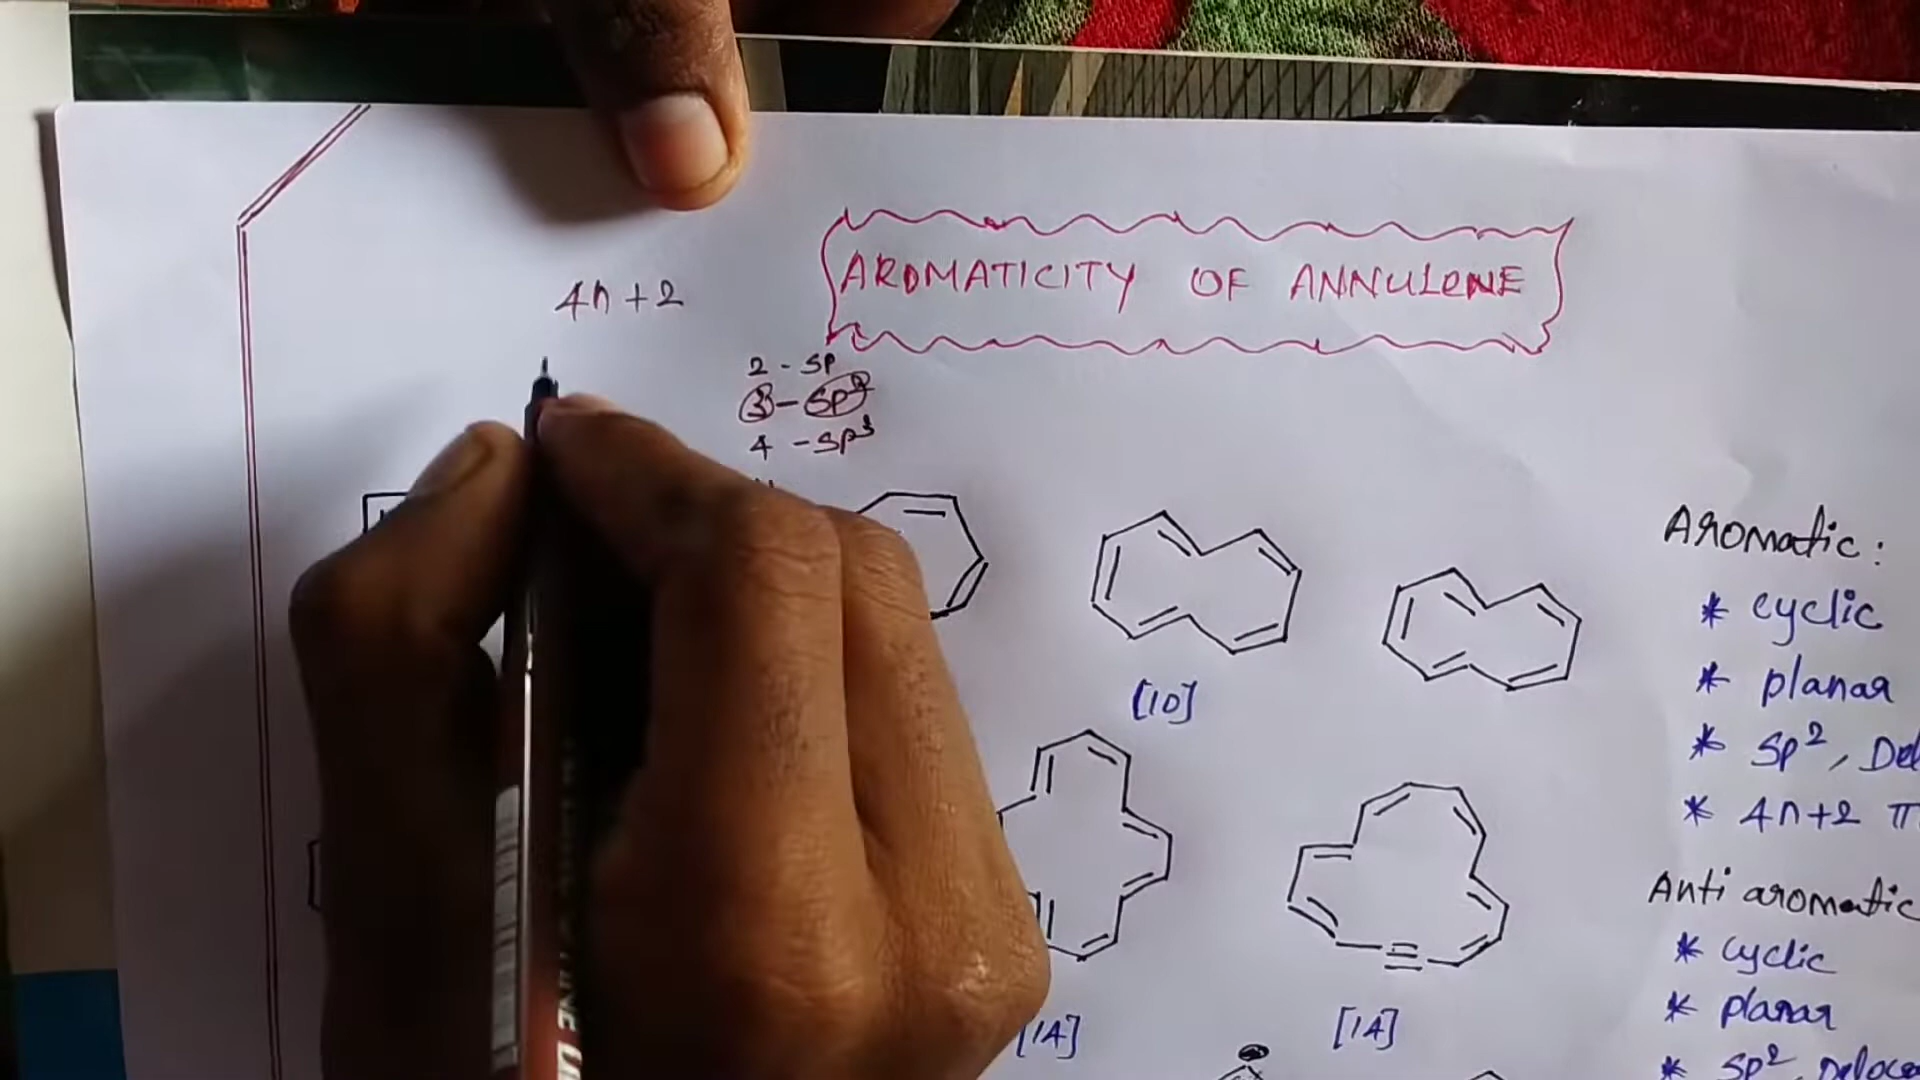 AROMATICITY OF ANNULENE
4n+2
2 - sp
3 - sp2
4 - sp3
[10]
[14]
[14]
Aromatic:
* cyclic
* planar
* Sp2,
* 4n+2 π
Anti aromatic
* cyclic
* planar
* Sp2,